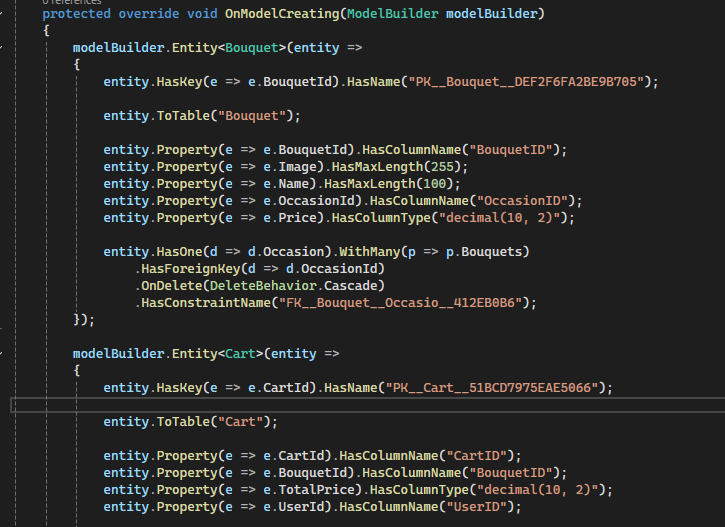 0 references
protected override void OnModelCreating(ModelBuilder modelBuilder)
{
modelBuilder.Entity<Bouquet>(entity =>
{
entity.HasKey(e => e.BouquetId).HasName("PK__Bouquet__DEF2F6FA2BE9B705");
entity.ToTable("Bouquet");
entity.Property(e => e.BouquetId).HasColumnName("BouquetID");
entity.Property(e => e.Image).HasMaxLength(255);
entity.Property(e => e.Name).HasMaxLength(100);
entity.Property(e => e.OccasionId).HasColumnName("OccasionID");
entity.Property(e => e.Price).HasColumnType("decimal(10, 2)");
entity.HasOne(d => d.Occasion).WithMany(p => p.Bouquets)
.HasForeignKey(d => d.OccasionId)
.OnDelete(DeleteBehavior.Cascade)
.HasConstraintName("FK__Bouquet__Occasio__412EB0B6");
});
modelBuilder.Entity<Cart>(entity =>
{
entity.HasKey(e => e.CartId).HasName("PK__Cart__51BCD7975EAE5066");
entity.ToTable("Cart");
entity.Property(e => e.CartId).HasColumnName("CartID");
entity.Property(e => e.BouquetId).HasColumnName("BouquetID");
entity.Property(e => e.TotalPrice).HasColumnType("decimal(10, 2)");
entity.Property(e => e.UserId).HasColumnName("UserID");